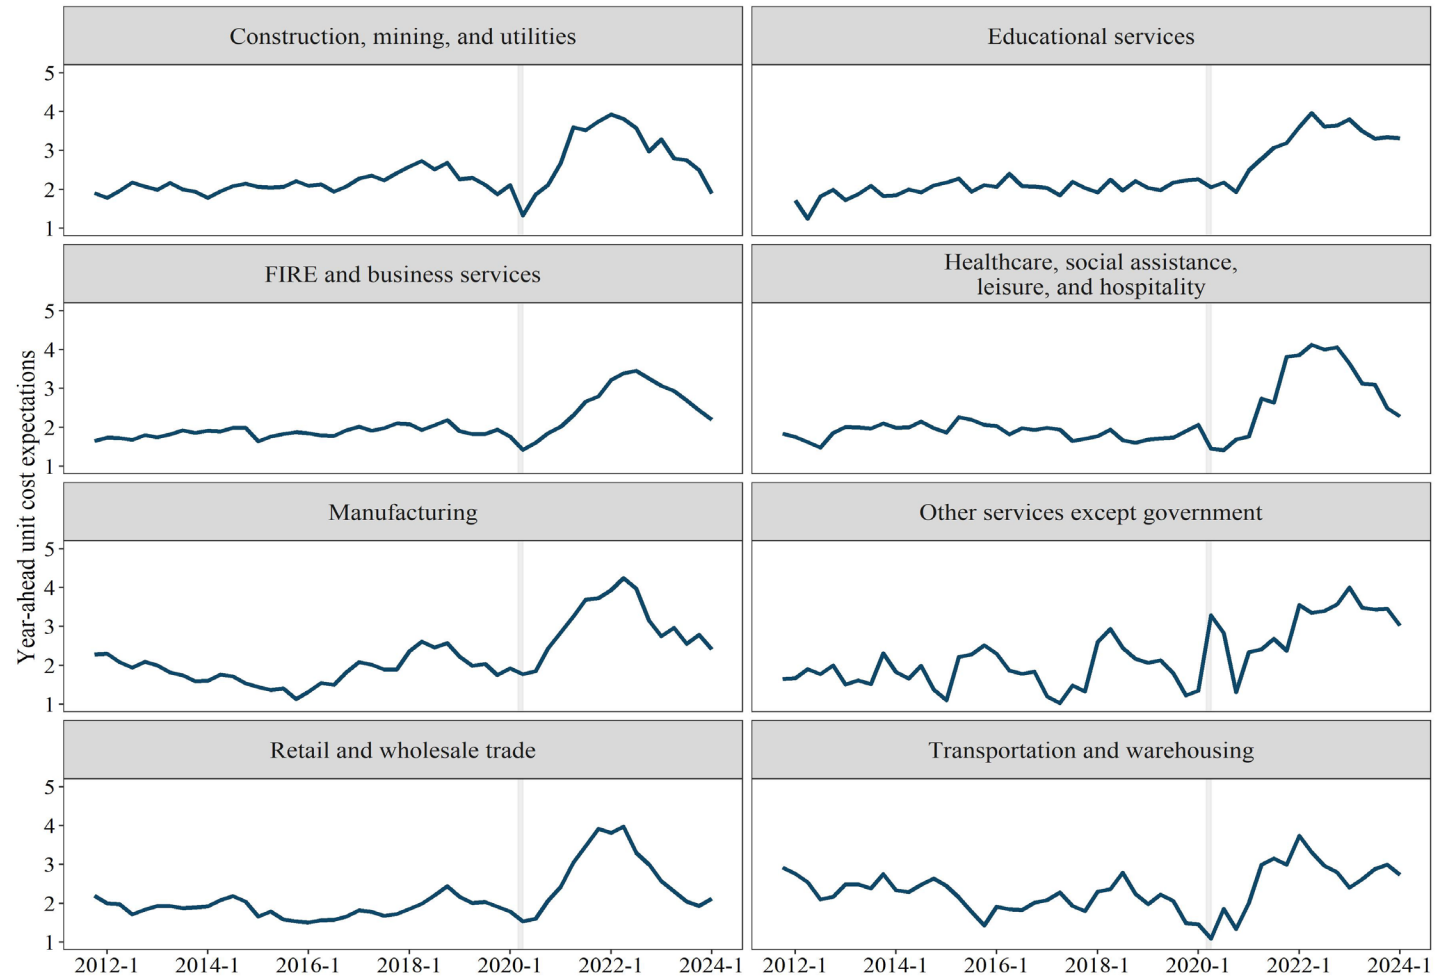 Construction, mining, and utilities
Educational services
5
4
3
2
1
FIRE and business services
Healthcare, social assistance,
leisure, and hospitality
5
4
3
2
1
Year-ahead unit cost expectations
Manufacturing
Other services except government
5
4
3
2
1
Retail and wholesale trade
Transportation and warehousing
5
4
3
2
1
2012-1 2014-1 2016-1 2018-1 2020-1 2022-1 2024-1 2012-1 2014-1 2016-1 2018-1 2020-1 2022-1 2024-1